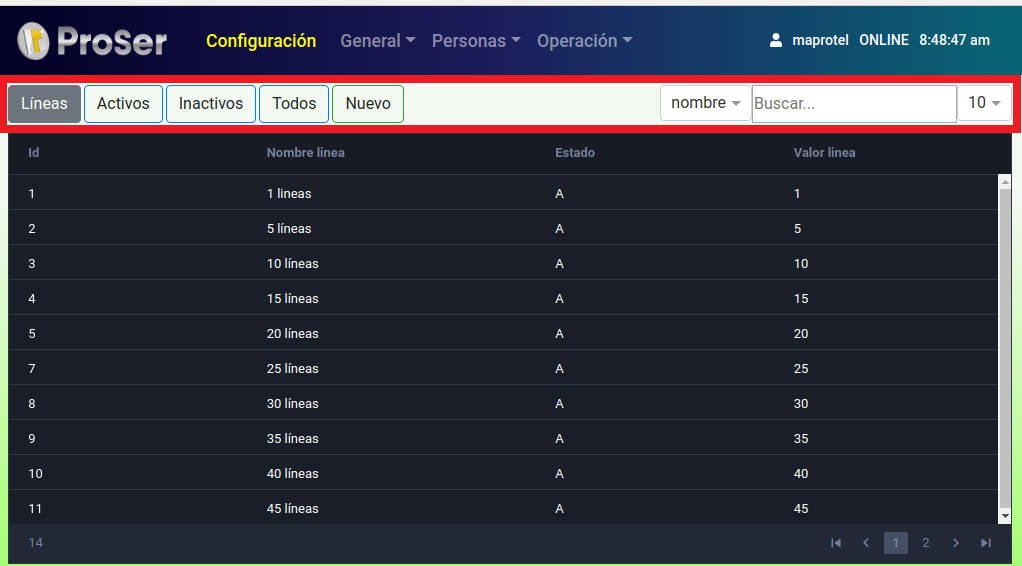 ProSer Configuración General Personas Operación maprotel ONLINE 8:48:47 am
Líneas Activos Inactivos Todos Nuevo nombre Buscar... 10
Id Nombre linea Estado Valor linea
1 1 lineas A 1
2 5 líneas A 5
3 10 líneas A 10
4 15 líneas A 15
5 20 líneas A 20
7 25 líneas A 25
8 30 líneas A 30
9 35 líneas A 35
10 40 líneas A 40
11 45 líneas A 45
14 1 2